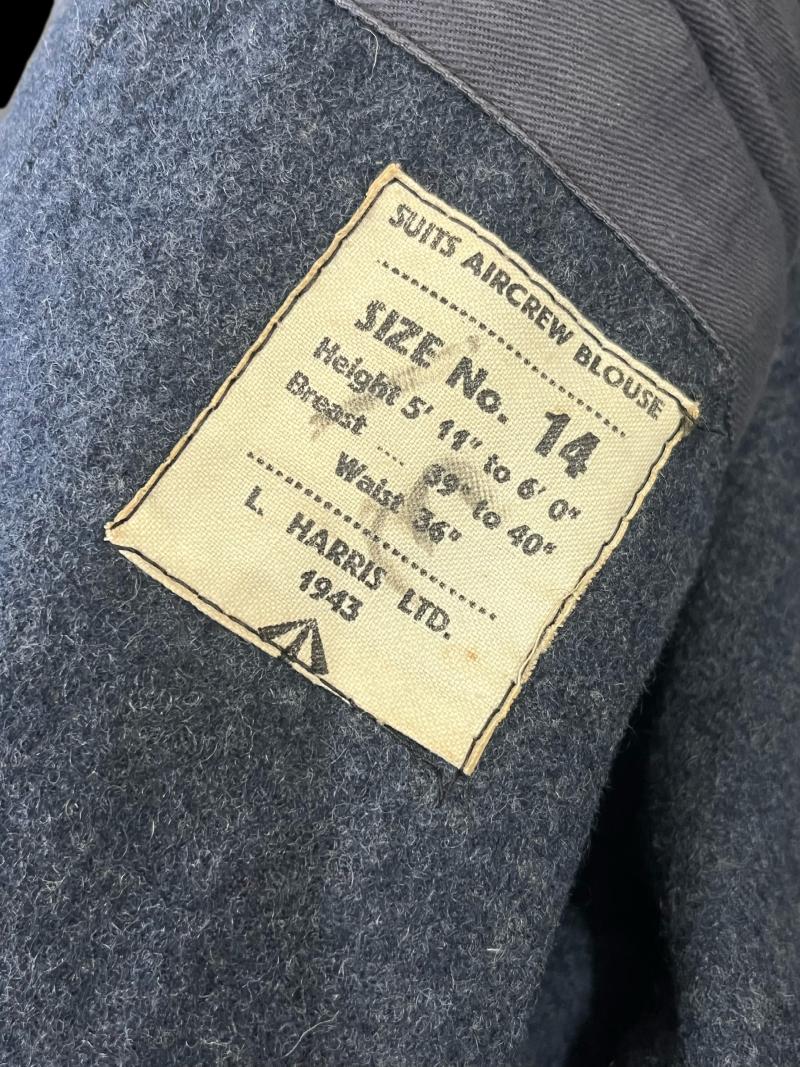 SUITS AIRCREW BLOUSE
SIZE No. 14
Height 5' 11" to 6' 0"
Breast .... 39" to 40"
Waist 36"
L. HARRIS LTD.
1943